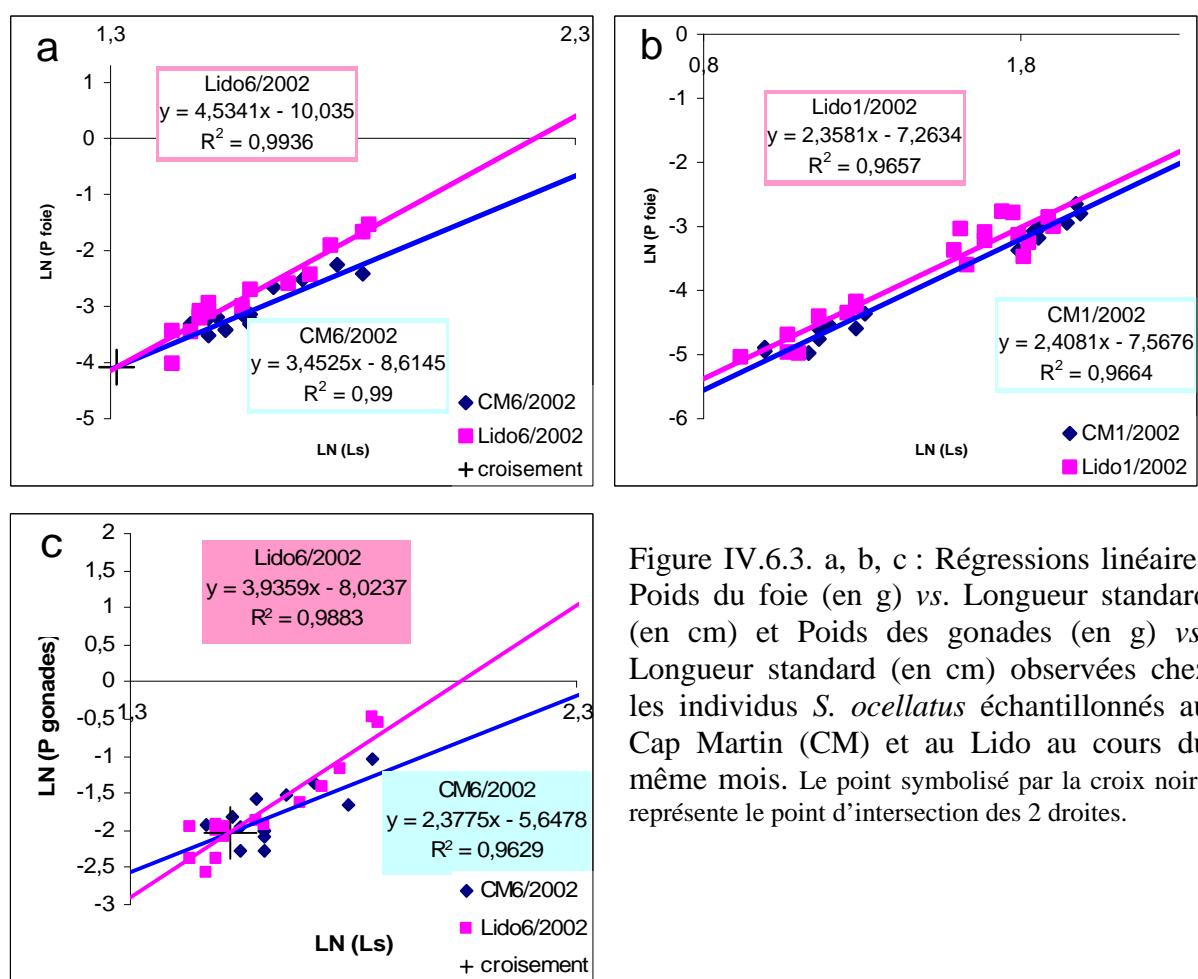 a
1,3
2,3
Lido6/2002
y = 4,5341x - 10,035
R² = 0,9936
1
0
-1
-2
-3
-4
-5
LN (P foie)
CM6/2002
y = 3,4525x - 8,6145
R² = 0,99
CM6/2002
Lido6/2002
croisement
LN (Ls)
b
0
0,8
1,8
-1
-2
-3
-4
-5
-6
LN (P foie)
Lido1/2002
y = 2,3581x - 7,2634
R² = 0,9657
CM1/2002
y = 2,4081x - 7,5676
R² = 0,9664
LN (Ls)
CM1/2002
Lido1/2002
c
2
1,5
1
0,5
0
-0,5
-1
-1,5
-2
-2,5
-3
1,3
2,3
LN (P gonades)
Lido6/2002
y = 3,9359x - 8,0237
R² = 0,9883
CM6/2002
y = 2,3775x - 5,6478
R² = 0,9629
LN (Ls)
CM6/2002
Lido6/2002
croisement
Figure IV.6.3. a, b, c : Régressions linéaire
Poids du foie (en g) vs. Longueur standard
(en cm) et Poids des gonades (en g) vs
Longueur standard (en cm) observées chez
les individus S. ocellatus échantillonnés au
Cap Martin (CM) et au Lido au cours du
même mois. Le point symbolisé par la croix noir
représente le point d'intersection des 2 droites.